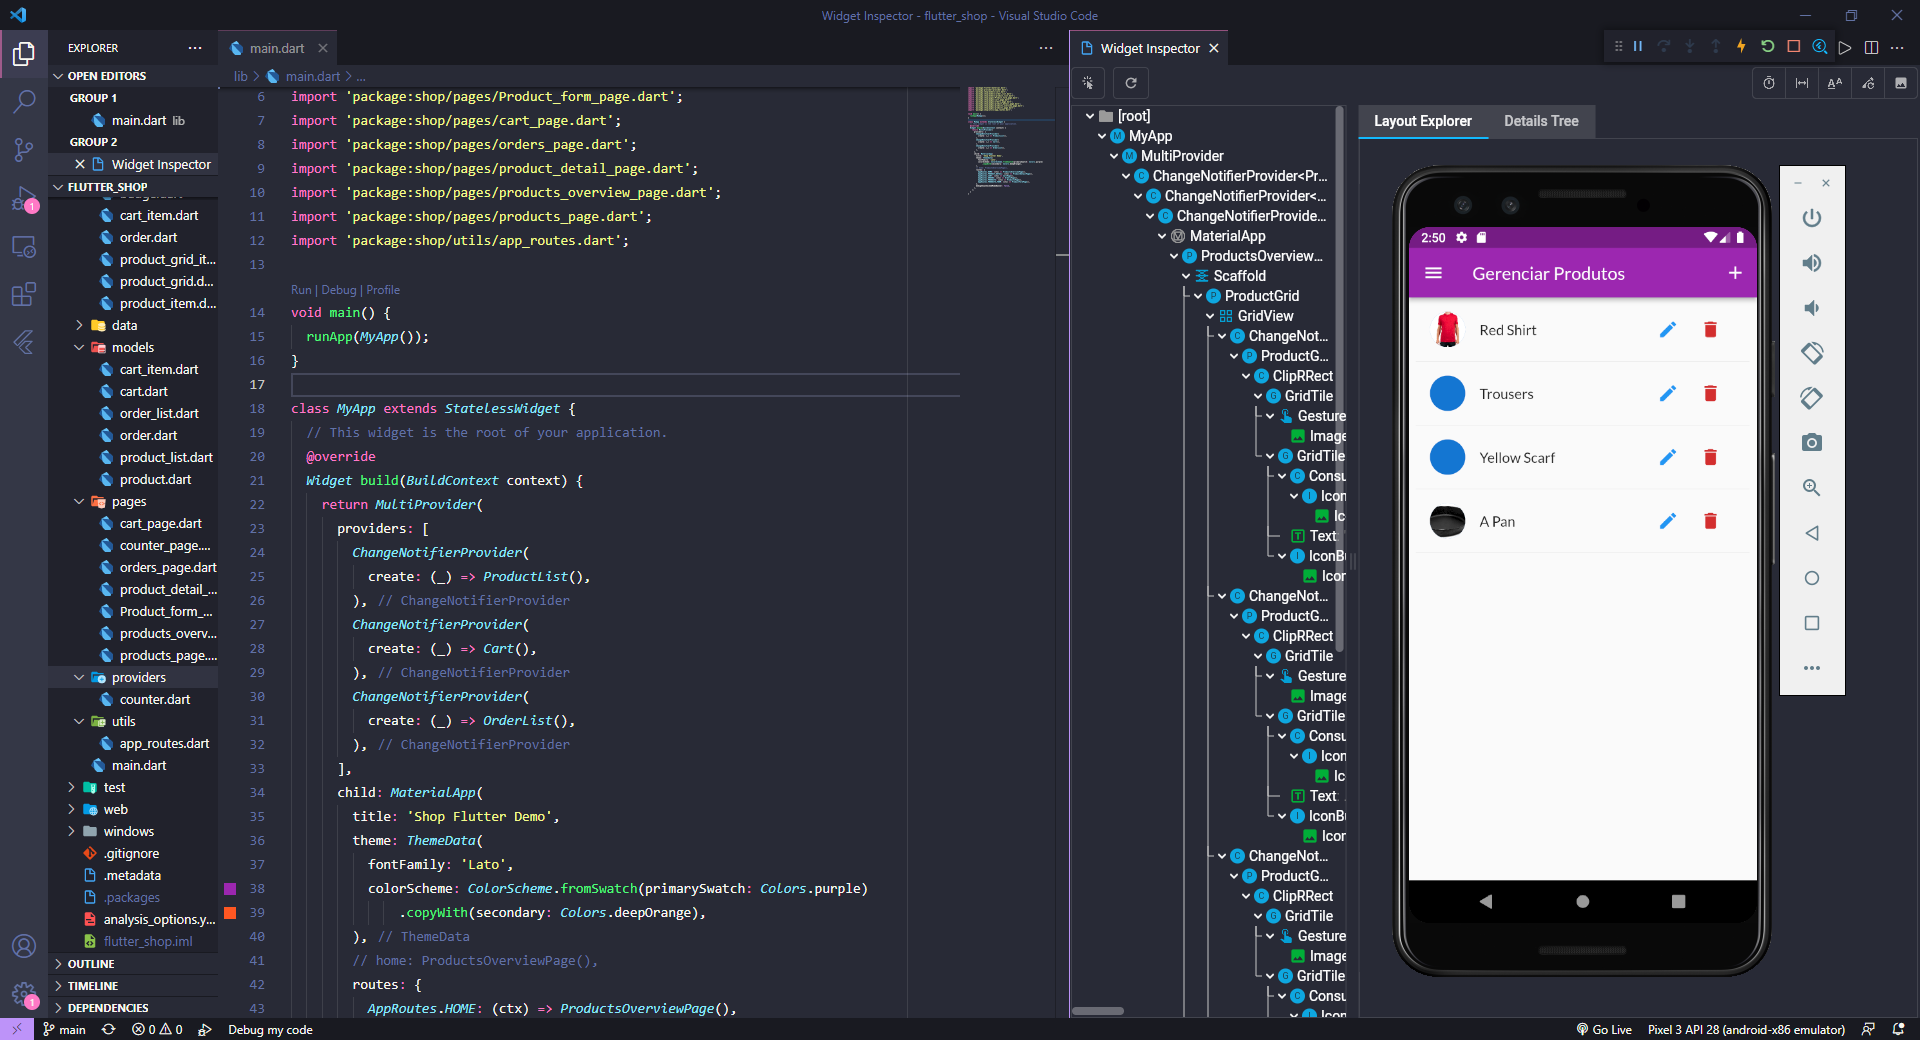 Widget Inspector - flutter_shop - Visual Studio Code
EXPLORER
OPEN EDITORS
GROUP 1
main.dart lib
GROUP 2
Widget Inspector
FLUTTER_SHOP
cart_item.dart
order.dart
product_grid_it...
product_grid.d...
product_item.d...
data
models
cart_item.dart
cart.dart
order_list.dart
order.dart
product_list.dart
product.dart
pages
cart_page.dart
counter_page....
orders_page.dart
product_detail_...
Product_form_...
products_overv...
products_page....
providers
counter.dart
utils
app_routes.dart
main.dart
test
web
windows
.gitignore
.metadata
.packages
analysis_options.y...
flutter_shop.iml
OUTLINE
TIMELINE
DEPENDENCIES
1
1
main.dart
lib > main.dart > ...
6 import 'package:shop/pages/Product_form_page.dart';
7 import 'package:shop/pages/cart_page.dart';
8 import 'package:shop/pages/orders_page.dart';
9 import 'package:shop/pages/product_detail_page.dart';
10 import 'package:shop/pages/products_overview_page.dart';
11 import 'package:shop/pages/products_page.dart';
12 import 'package:shop/utils/app_routes.dart';
13
Run | Debug | Profile
14 void main() {
15 runApp(MyApp());
16 }
17
18 class MyApp extends StatelessWidget {
19 // This widget is the root of your application.
20 @override
21 Widget build(BuildContext context) {
22 return MultiProvider(
23 providers: [
24 ChangeNotifierProvider(
25 create: (_) => ProductList(),
26 ), // ChangeNotifierProvider
27 ChangeNotifierProvider(
28 create: (_) => Cart(),
29 ), // ChangeNotifierProvider
30 ChangeNotifierProvider(
31 create: (_) => OrderList(),
32 ), // ChangeNotifierProvider
33 ],
34 child: MaterialApp(
35 title: 'Shop Flutter Demo',
36 theme: ThemeData(
37 fontFamily: 'Lato',
38 colorScheme: ColorScheme.fromSwatch(primarySwatch: Colors.purple)
39 .copyWith(secondary: Colors.deepOrange),
40 ), // ThemeData
41 // home: ProductsOverviewPage(),
42 routes: {
43 AppRoutes.HOME: (ctx) => ProductsOverviewPage(),
Widget Inspector
[root]
MyApp
MultiProvider
ChangeNotifierProvider<Pr...
ChangeNotifierProvider<...
ChangeNotifierProvide...
MaterialApp
ProductsOverview...
Scaffold
ProductGrid
GridView
ChangeNot...
ProductG...
ClipRRect
GridTile
Gesture
Image
GridTile
Consu
Icon
Ic
Text
IconBu
Icon
ChangeNot...
ProductG...
ClipRRect
GridTile
Gesture
Image
GridTile
Consu
Icon
Ic
Text
IconBu
Icon
ChangeNot...
ProductG...
ClipRRect
GridTile
Gesture
Image
GridTile
Consu
Icon
Layout Explorer
Details Tree
2:50
Gerenciar Produtos
Red Shirt
Trousers
Yellow Scarf
A Pan
main
0 0
Debug my code
Go Live
Pixel 3 API 28 (android-x86 emulator)